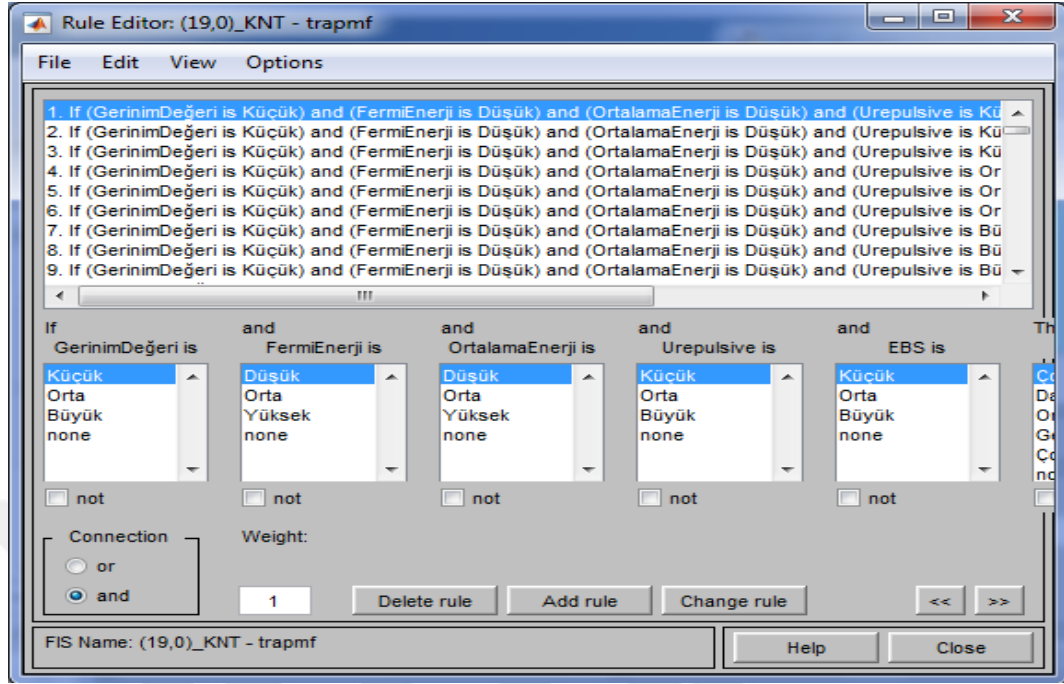 Rule Editor: (19,0)_KNT - trapmf
File Edit View Options
1. If (GerinimDeğeri is Küçük) and (FermiEnerji is Düşük) and (OrtalamaEnerji is Düşük) and (Urepulsive is Kü
2. If (GerinimDeğeri is Küçük) and (FermiEnerji is Düşük) and (OrtalamaEnerji is Düşük) and (Urepulsive is Kü
3. If (GerinimDeğeri is Küçük) and (FermiEnerji is Düşük) and (OrtalamaEnerji is Düşük) and (Urepulsive is Kü
4. If (GerinimDeğeri is Küçük) and (FermiEnerji is Düşük) and (OrtalamaEnerji is Düşük) and (Urepulsive is Or
5. If (GerinimDeğeri is Küçük) and (FermiEnerji is Düşük) and (OrtalamaEnerji is Düşük) and (Urepulsive is Or
6. If (GerinimDeğeri is Küçük) and (FermiEnerji is Düşük) and (OrtalamaEnerji is Düşük) and (Urepulsive is Or
7. If (GerinimDeğeri is Küçük) and (FermiEnerji is Düşük) and (OrtalamaEnerji is Düşük) and (Urepulsive is Bü
8. If (GerinimDeğeri is Küçük) and (FermiEnerji is Düşük) and (OrtalamaEnerji is Düşük) and (Urepulsive is Bü
9. If (GerinimDeğeri is Küçük) and (FermiEnerji is Düşük) and (OrtalamaEnerji is Düşük) and (Urepulsive is Bü
If and and and and Th
GerinimDeğeri is FermiEnerji is OrtalamaEnerji is Urepulsive is EBS is
Küçük Düşük Düşük Küçük Küçük Ço
Orta Orta Orta Orta Orta Da
Büyük Yüksek Yüksek Büyük Büyük Or
none none none none none Ge
Ço
no
not not not not not
Connection Weight:
or
and 1 Delete rule Add rule Change rule << >>
FIS Name: (19,0)_KNT - trapmf Help Close